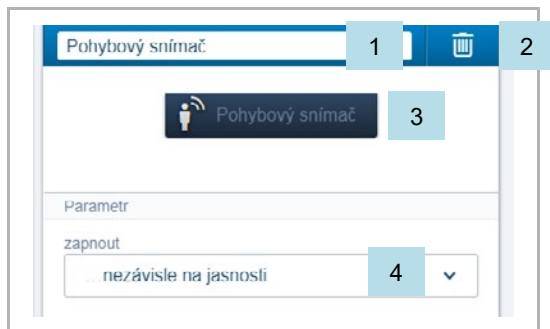 Pohybový snímač 1 2
Pohybový snímač 3
Parametr
zapnout
...nezávisle na jasnosti 4